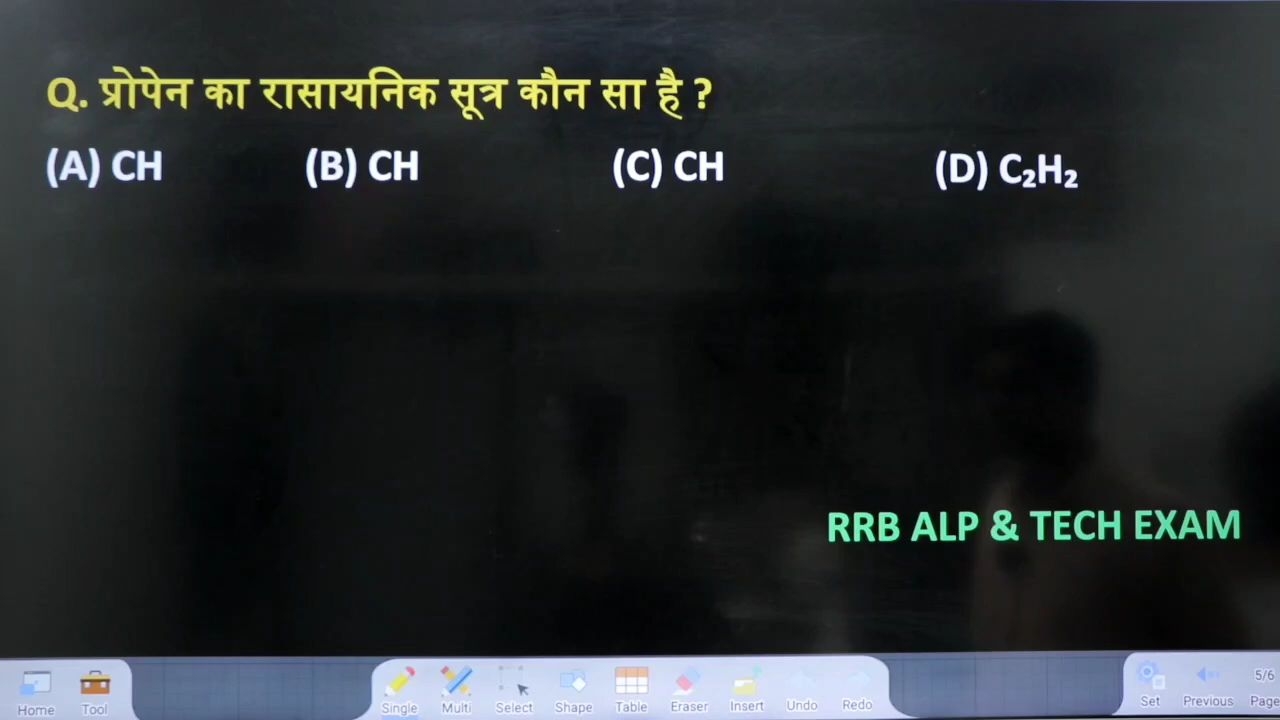 Q. प्रोपेन का रासायनिक सूत्र कौन सा है ?
(A) CH (B) CH (C) CH (D) C₂H₂
RRB ALP & TECH EXAM
Home Tool Single Multi Select Shape Table Eraser Insert Undo Redo Set Previous 5/6 Page